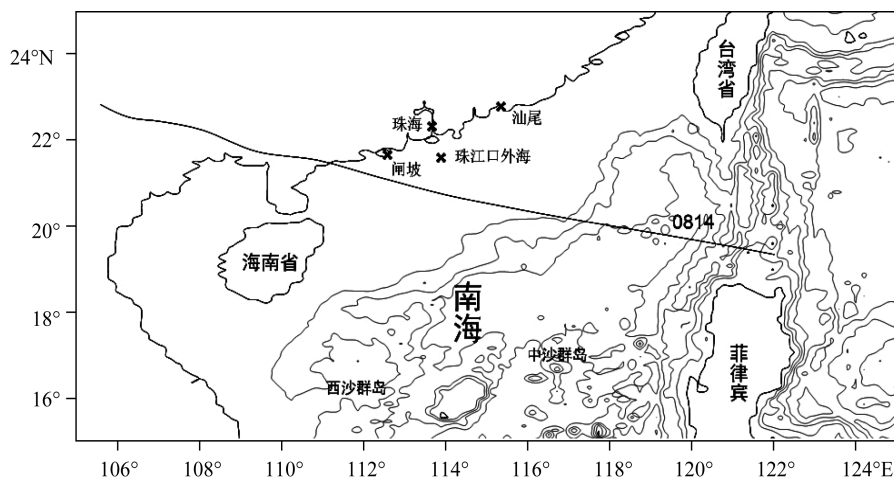 24°N
22°
20°
18°
16°
台湾省
珠海
汕尾
闸坡
珠江口外海
0814
海南省
南海
中沙群岛
西沙群岛
菲律宾
106°
108°
110°
112°
114°
116°
118°
120°
122°
124°E